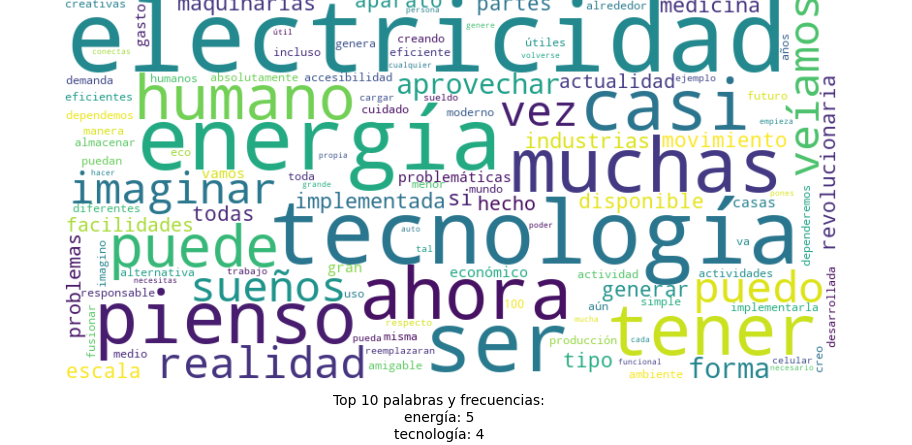 creativas gastop maquinarias aparato persona partes genere alrededor medicina
electricidad
conectas útil genera incluso creando eficiente cualquier útiles volverse años veíamos
demanda humanos absolutamente accesibilidad aprovechar actualidad ejemplo
eficientes humano cargar sueldo vez casi futuro revolucionaria
dependemos cuidado moderno empieza
manera energía industrias movimiento
almacenar eco propia muchas
puedan vamos toda problemáticas
hacer grande menor mundo pones
imaginar implementada si hecho disponible casas
diferentes todas tecnología poder dependeremos
facilidades auto va
problemas imagino puede tal
alternativa trabajo gran económico actividad actividades desarrollada
responsable necesitas sueños uso ahora 100 aún generar simple puedo implementarla
fusionar pienso respecto ser mucha tener
medio pueda misma producción cada
realidad reemplazaran tipo funcional forma celular creo
escala amigable ambiente necesario
Top 10 palabras y frecuencias:
energía: 5
tecnología: 4